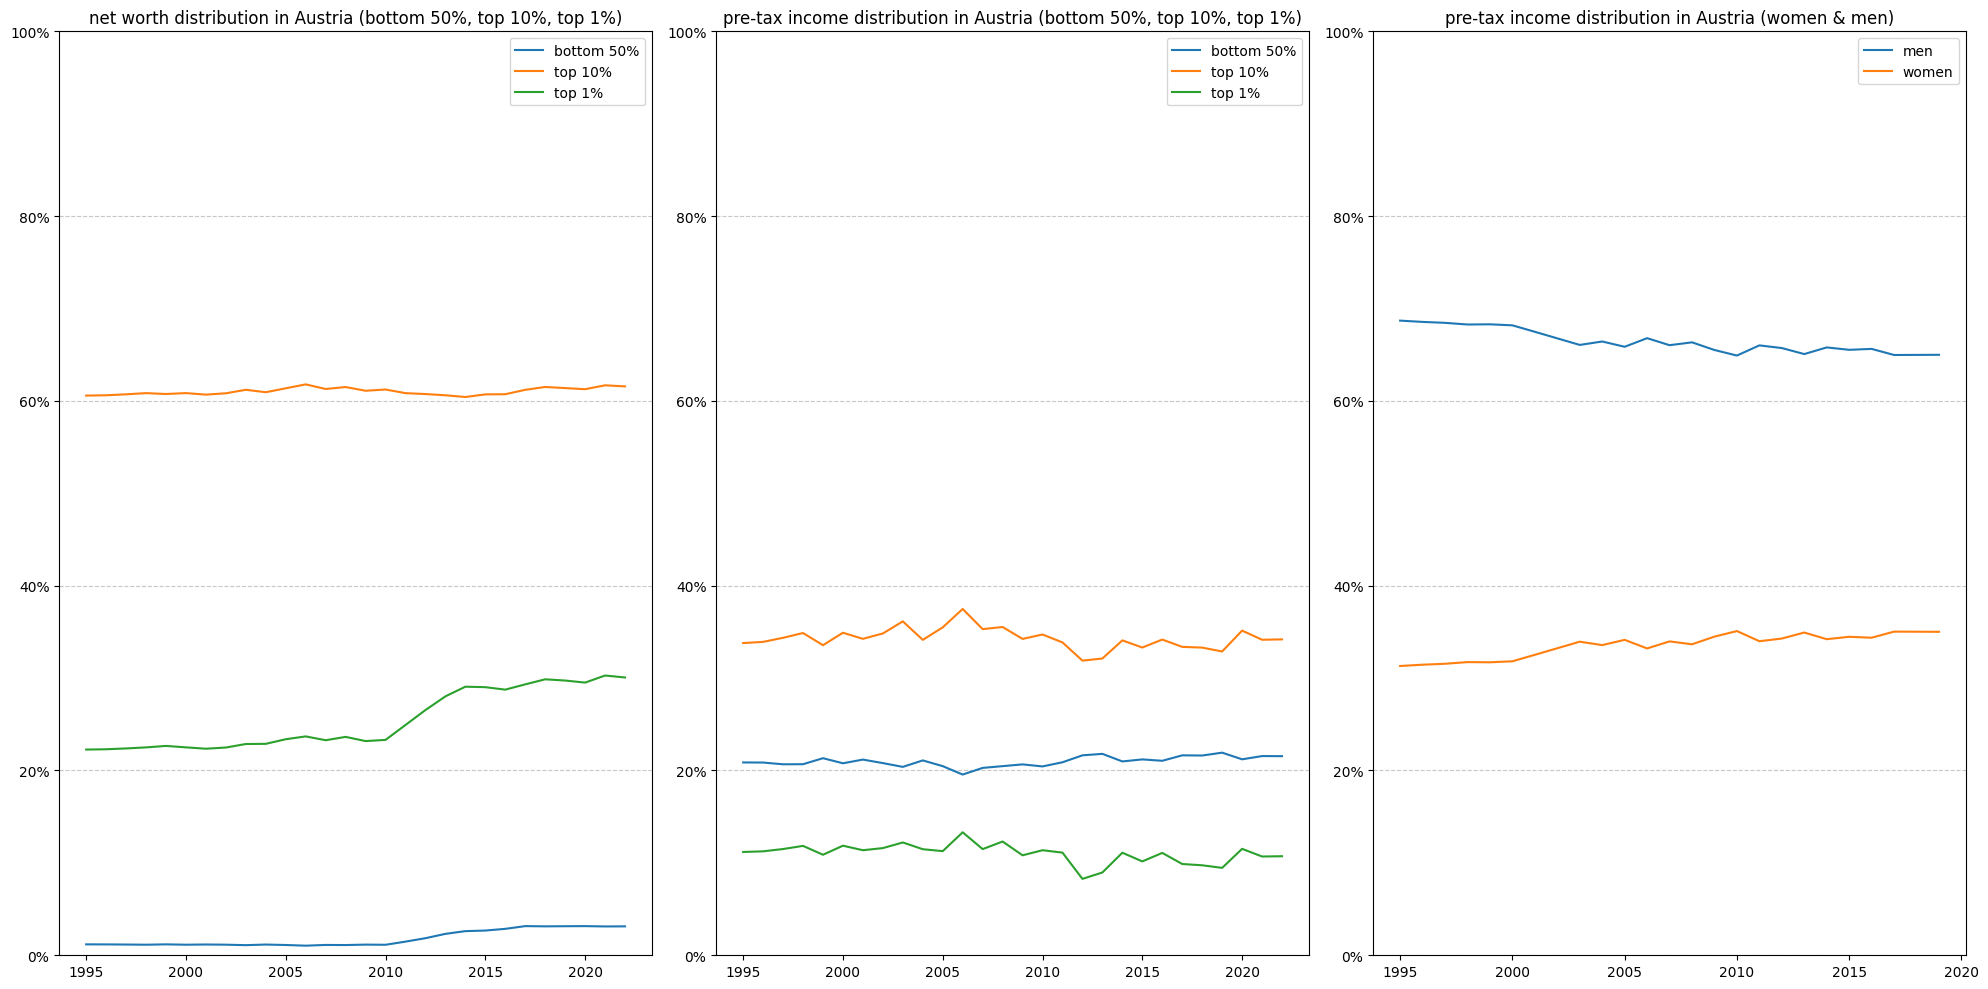 net worth distribution in Austria (bottom 50%, top 10%, top 1%)
100%
80%
60%
40%
20%
0%
1995 2000 2005 2010 2015 2020
bottom 50%
top 10%
top 1%
pre-tax income distribution in Austria (bottom 50%, top 10%, top 1%)
100%
80%
60%
40%
20%
0%
1995 2000 2005 2010 2015 2020
bottom 50%
top 10%
top 1%
pre-tax income distribution in Austria (women & men)
100%
80%
60%
40%
20%
0%
1995 2000 2005 2010 2015 2020
men
women